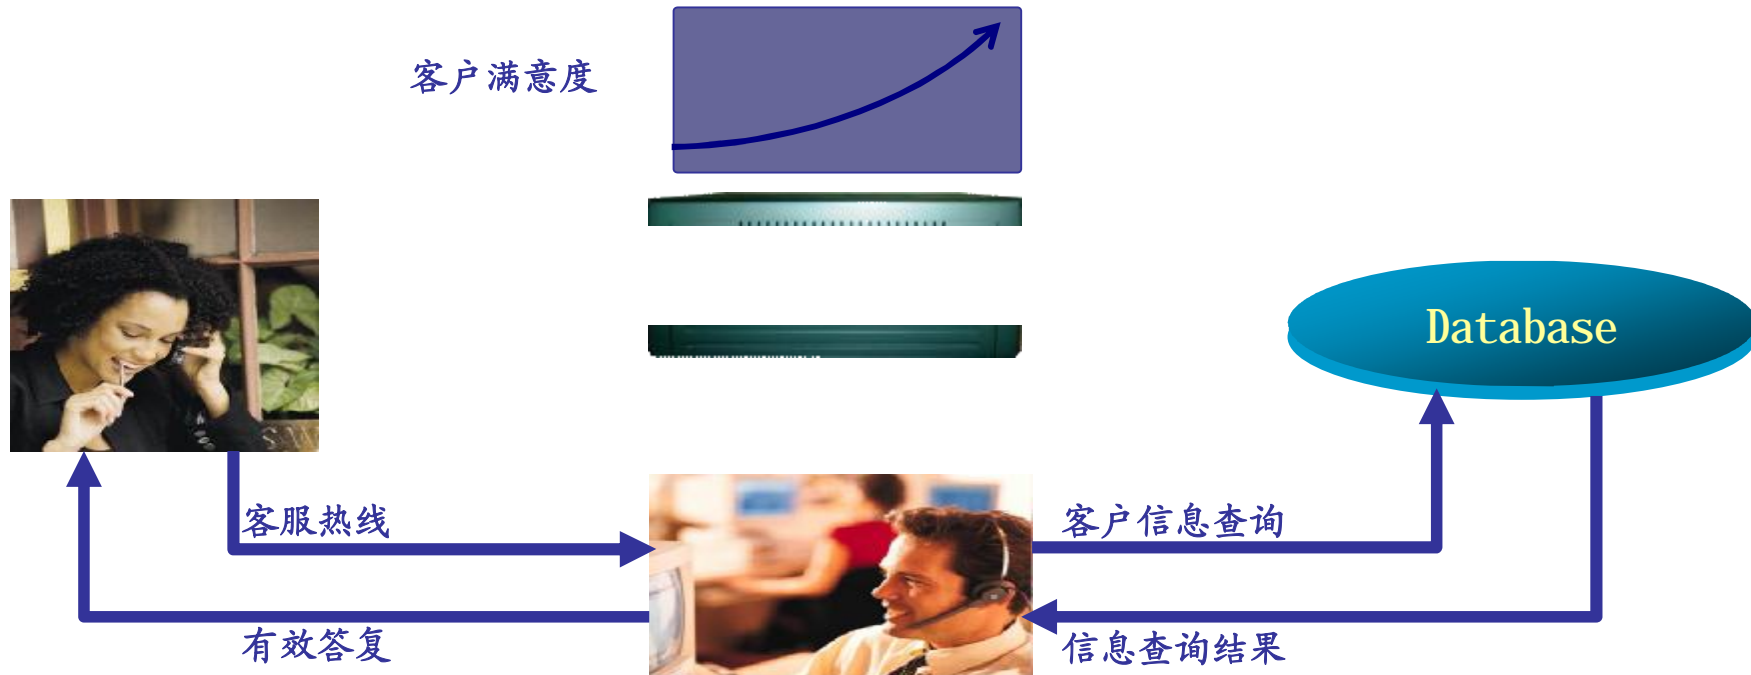 客户满意度
Database
客服热线
客户信息查询
有效答复
信息查询结果